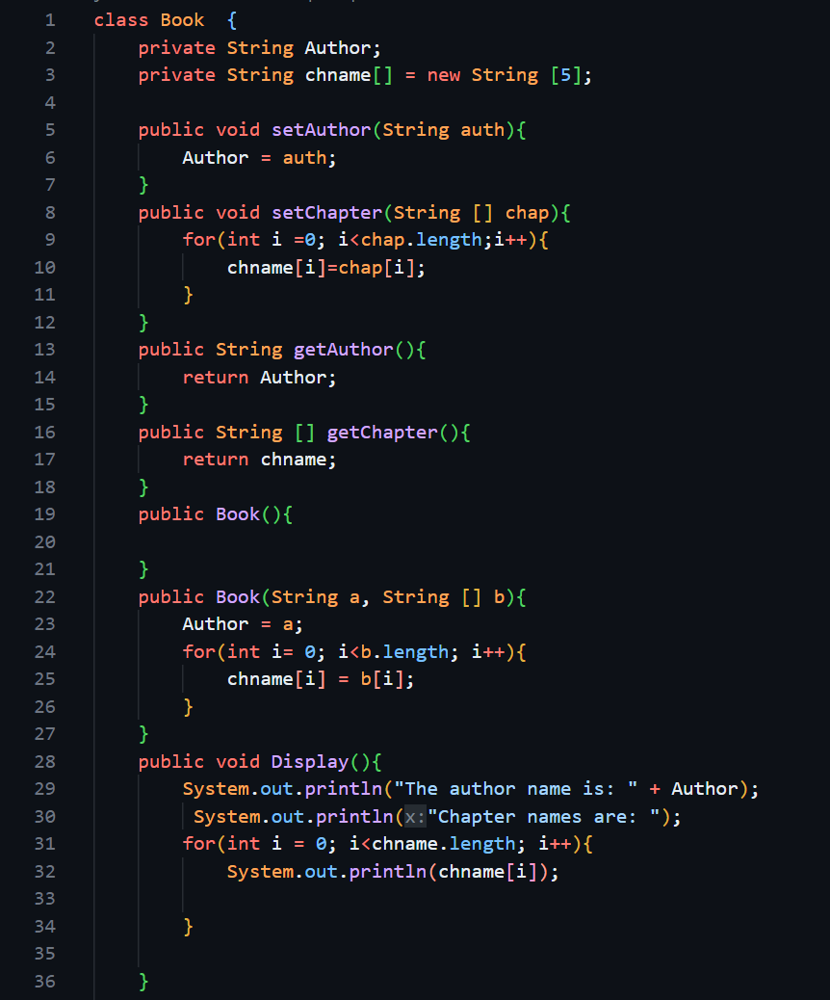 1 class Book  {
2     private String Author;
3     private String chname[] = new String [5];
4
5     public void setAuthor(String auth){
6         Author = auth;
7     }
8     public void setChapter(String [] chap){
9         for(int i =0; i<chap.length;i++){
10             chname[i]=chap[i];
11         }
12     }
13     public String getAuthor(){
14         return Author;
15     }
16     public String [] getChapter(){
17         return chname;
18     }
19     public Book(){
20
21     }
22     public Book(String a, String [] b){
23         Author = a;
24         for(int i= 0; i<b.length; i++){
25             chname[i] = b[i];
26         }
27     }
28     public void Display(){
29         System.out.println("The author name is: " + Author);
30          System.out.println(x:"Chapter names are: ");
31         for(int i = 0; i<chname.length; i++){
32             System.out.println(chname[i]);
33
34         }
35
36     }